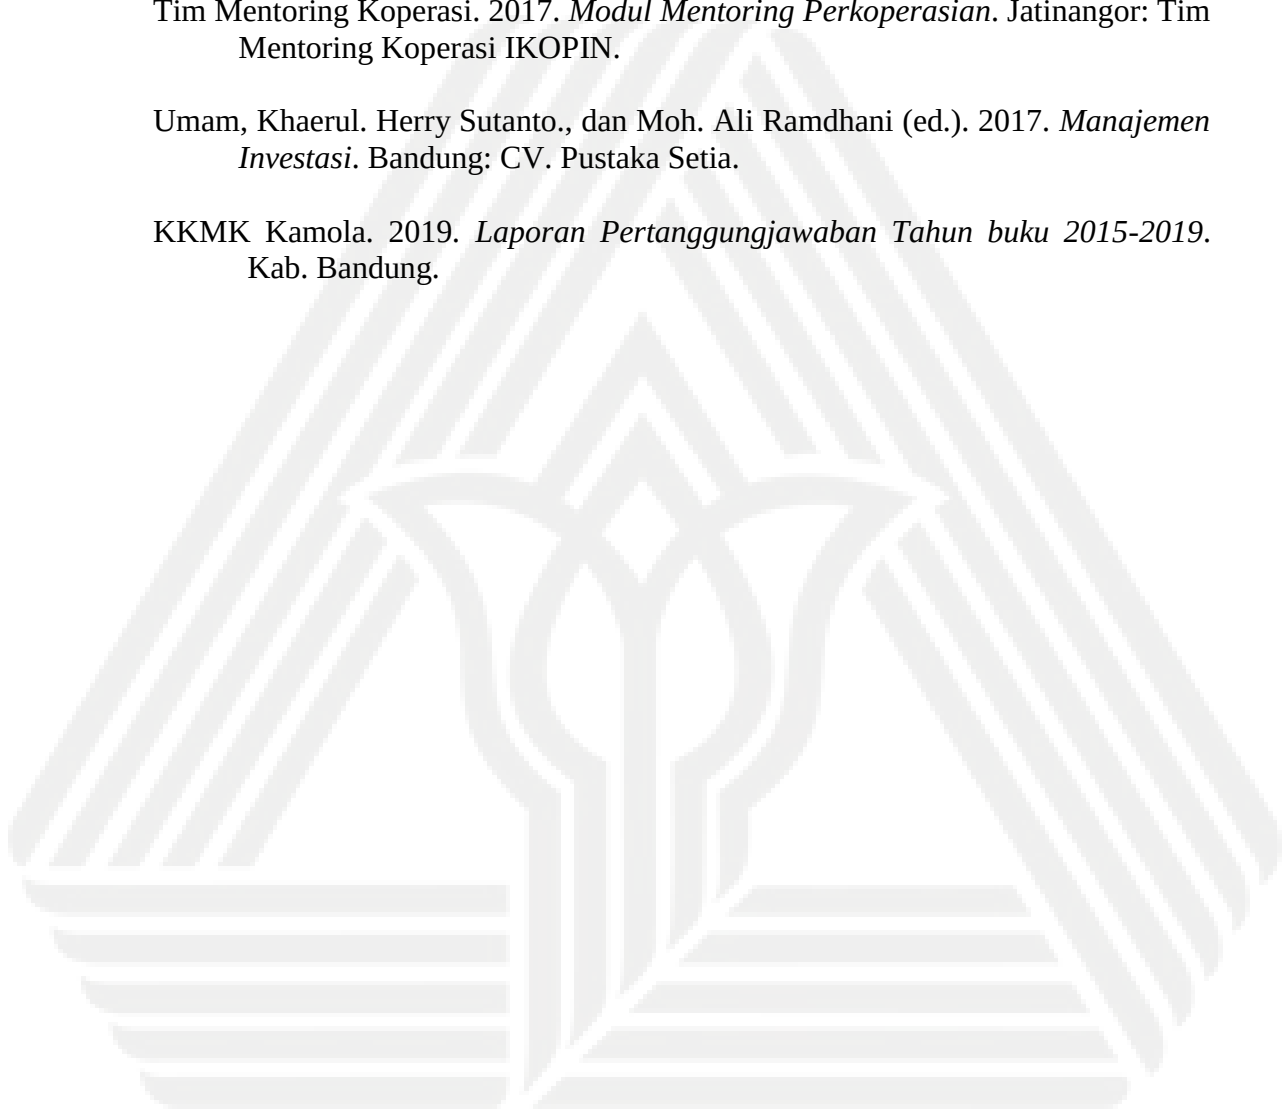 Tim Mentoring Koperasi. 2017. Modul Mentoring Perkoperasian. Jatinangor: Tim
Mentoring Koperasi IKOPIN.
Umam, Khaerul. Herry Sutanto., dan Moh. Ali Ramdhani (ed.). 2017. Manajemen
Investasi. Bandung: CV. Pustaka Setia.
KKMK Kamola. 2019. Laporan Pertanggungjawaban Tahun buku 2015-2019.
Kab. Bandung.